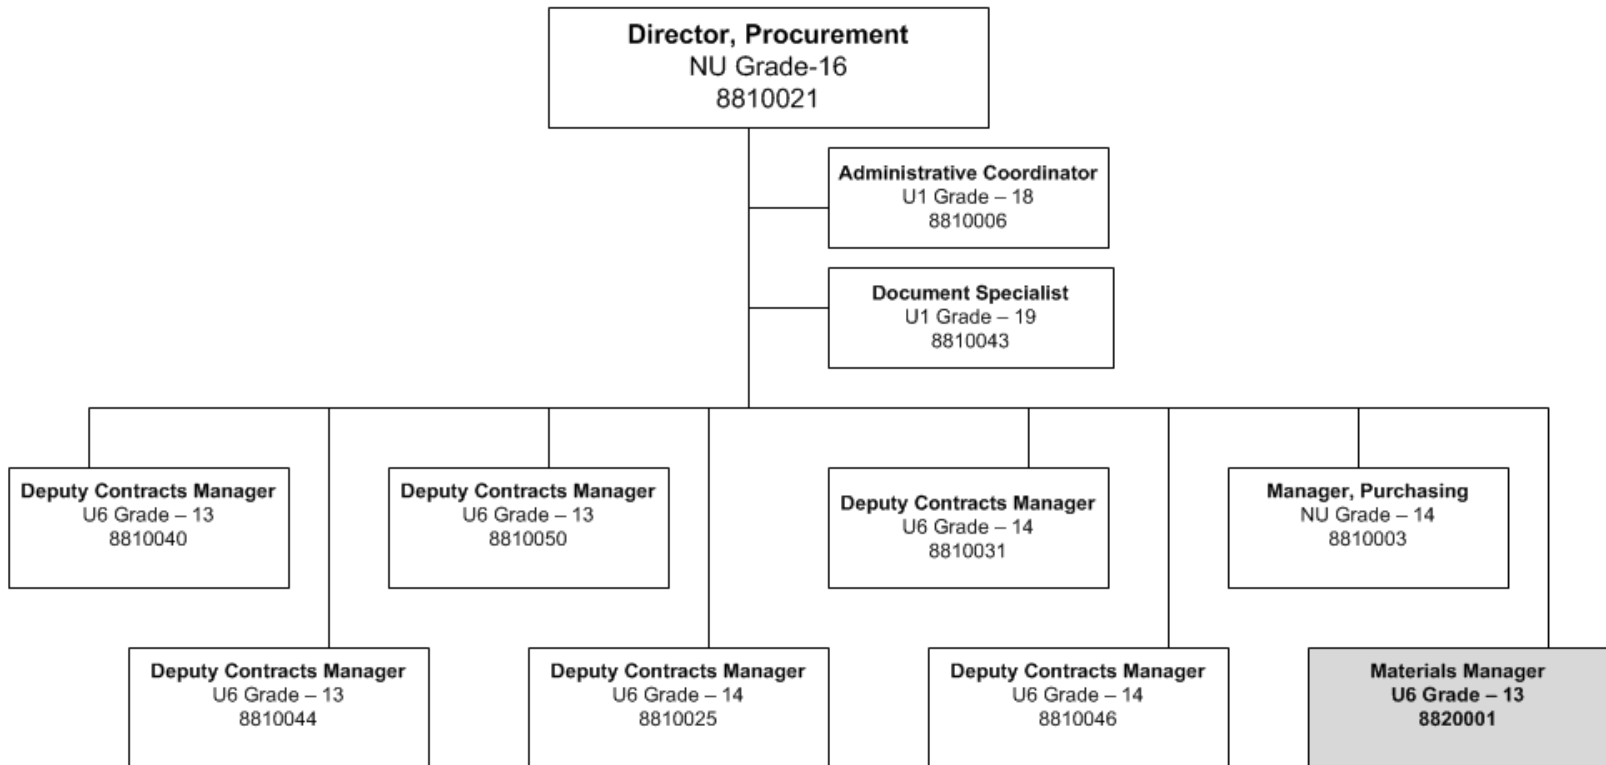 Director, Procurement
NU Grade-16
8810021
Administrative Coordinator
U1 Grade – 18
8810006
Document Specialist
U1 Grade – 19
8810043
Deputy Contracts Manager
U6 Grade – 13
8810040
Deputy Contracts Manager
U6 Grade – 13
8810050
Deputy Contracts Manager
U6 Grade – 14
8810031
Manager, Purchasing
NU Grade – 14
8810003
Deputy Contracts Manager
U6 Grade – 13
8810044
Deputy Contracts Manager
U6 Grade – 14
8810025
Deputy Contracts Manager
U6 Grade – 14
8810046
Materials Manager
U6 Grade – 13
8820001